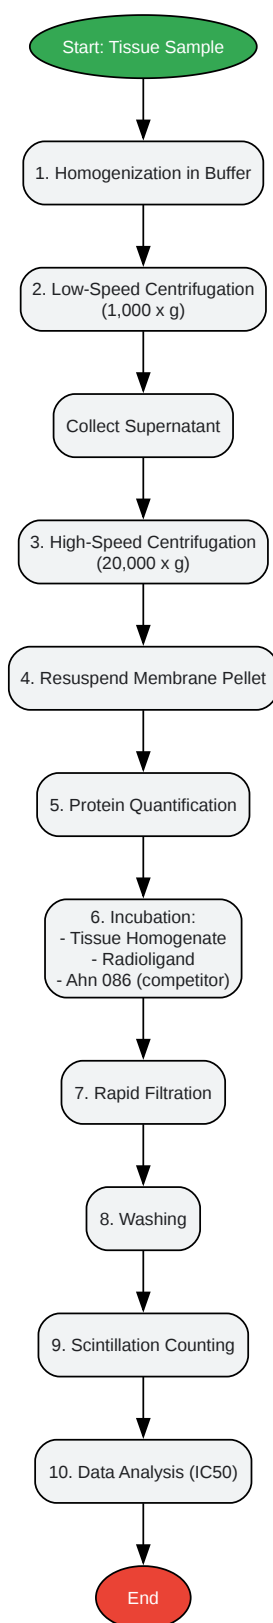 Start: Tissue Sample
1. Homogenization in Buffer
2. Low-Speed Centrifugation
(1,000 x g)
Collect Supernatant
3. High-Speed Centrifugation
(20,000 x g)
4. Resuspend Membrane Pellet
5. Protein Quantification
6. Incubation:
- Tissue Homogenate
- Radioligand
- Ahn 086 (competitor)
7. Rapid Filtration
8. Washing
9. Scintillation Counting
10. Data Analysis (IC50)
End